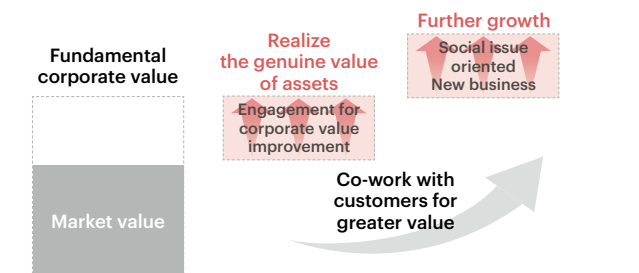 Fundamental
corporate value
Market value
Realize
the genuine value
of assets
Engagement for
corporate value
improvement
Further growth
Social issue
oriented
New business
Co-work with
customers for
greater value